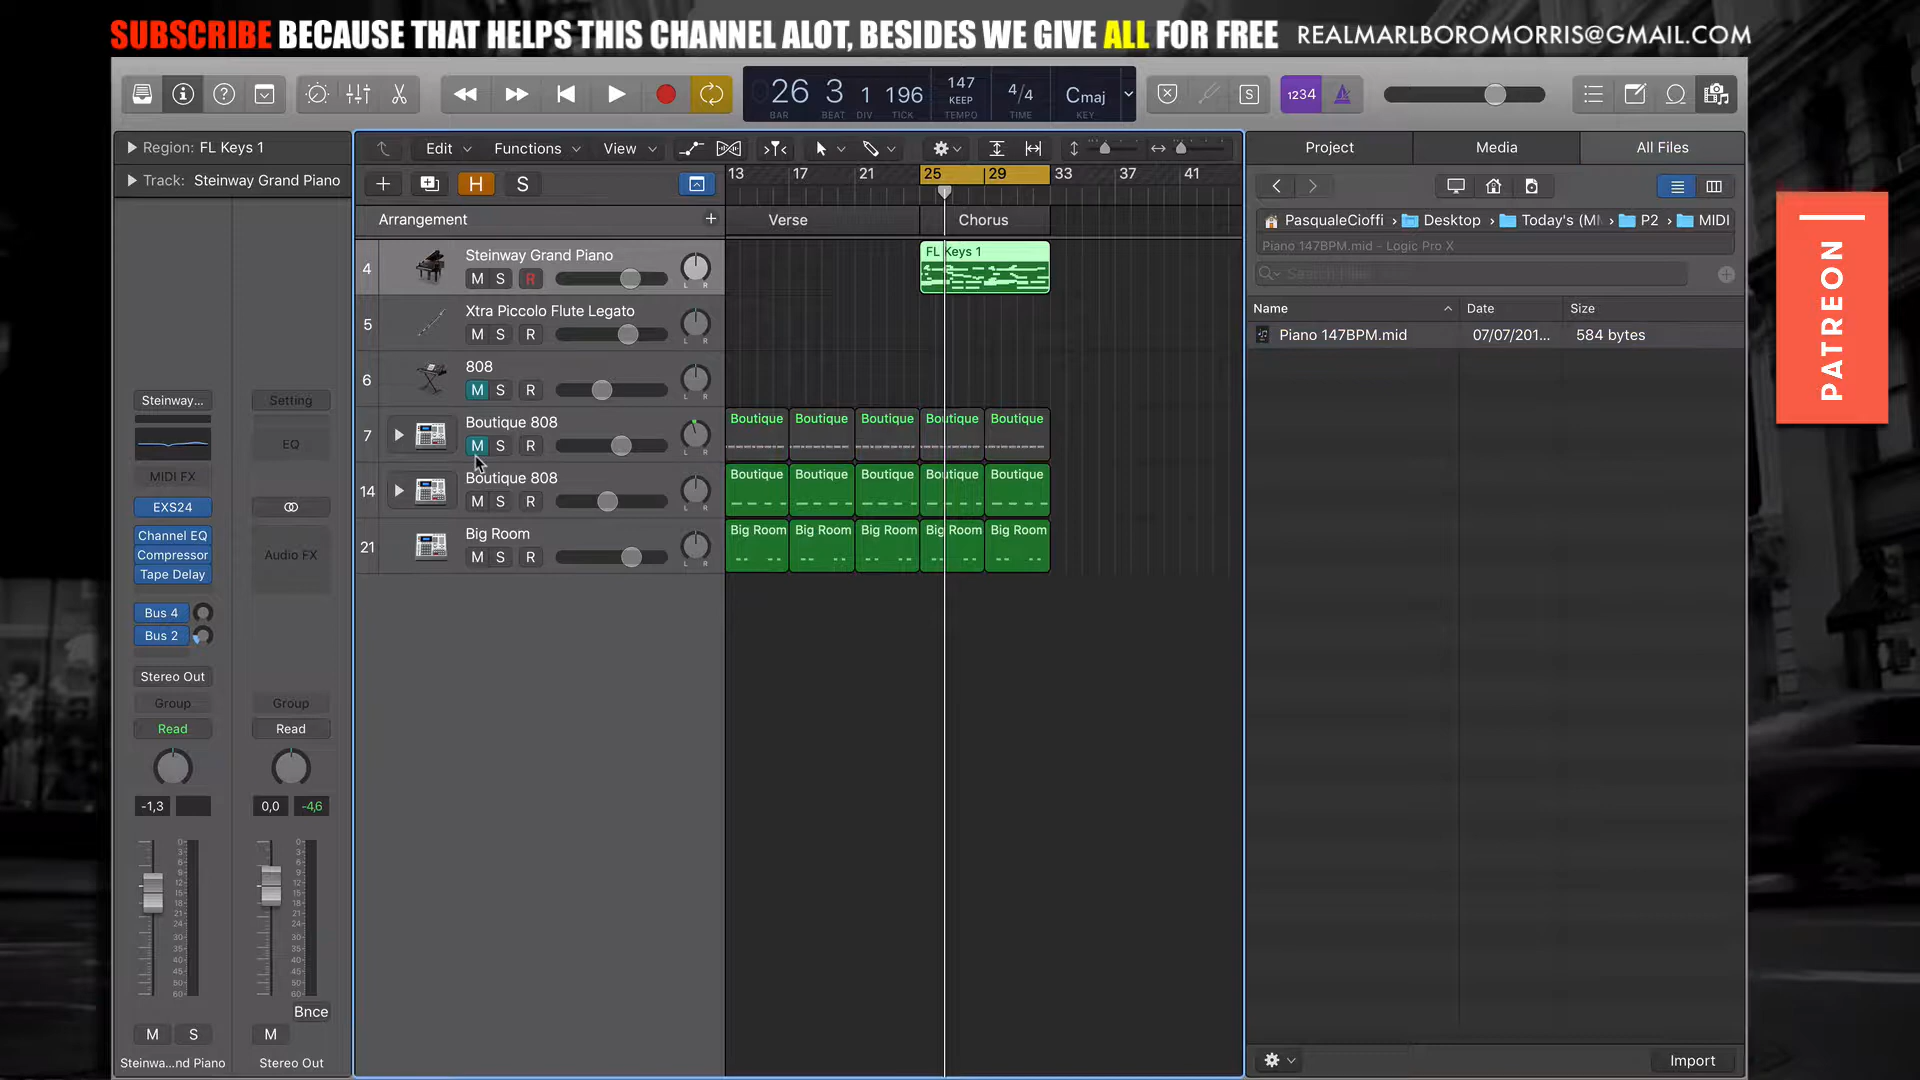 SUBSCRIBE BECAUSE THAT HELPS THIS CHANNEL ALOT, BESIDES WE GIVE ALL FOR FREE REALMARLBOROMORRIS@GMAIL.COM
26 3 1 196 147 KEEP 4/4 Cmaj 1234
BAR BEAT DIV TICK TEMPO TIME KEY
Region: FL Keys 1
Track: Steinway Grand Piano
Edit Functions View
Project Media All Files
H S
13 17 21 25 29 33 37 41
Arrangement Verse Chorus
PasqualeCioffi Desktop P2 MIDI
Piano 147BPM.mid - Logic Pro X
Name Date Size
Piano 147BPM.mid 07/07/201... 584 bytes
4 Steinway Grand Piano
M S R L R
FL Keys 1
5 Xtra Piccolo Flute Legato
M S R L R
6 808
M S R L R
7 Boutique 808
M S R L R
Boutique Boutique Boutique Boutique Boutique
14 Boutique 808
M S R L R
Boutique Boutique Boutique Boutique Boutique
21 Big Room
M S R L R
Big Room Big Room Big Room Big Room Big Room
Steinway... Setting
EQ
MIDI FX
EXS24
Channel EQ
Compressor Audio FX
Tape Delay
Bus 4
Bus 2
Stereo Out
Group Group
Read Read
-1,3 0,0 -4,6
Bnce
M S M
Steinwa...nd Piano Stereo Out
Import
PATREON